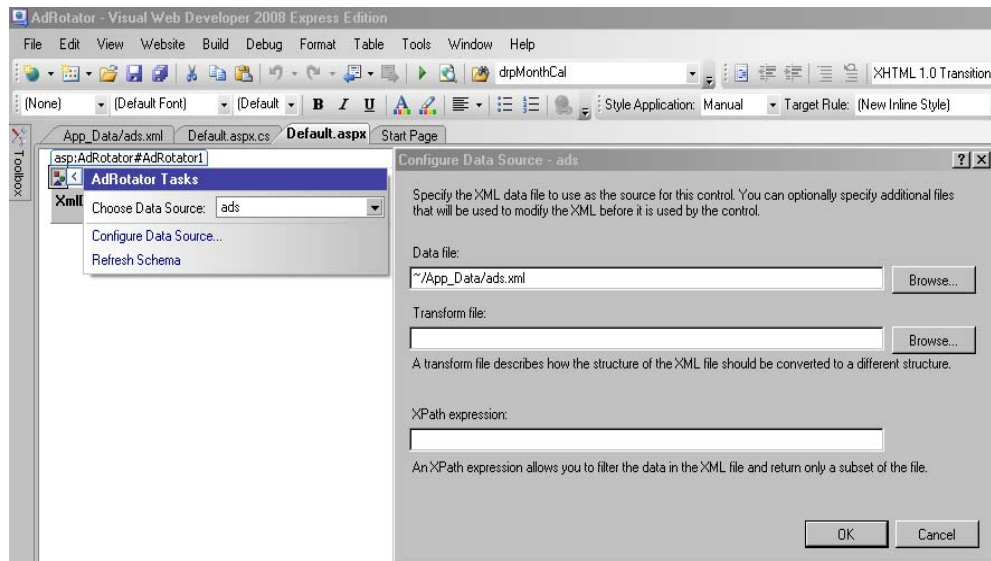 AdRotator - Visual Web Developer 2008 Express Edition
File Edit View Website Build Debug Format Table Tools Window Help
drpMonthCal XHTML 1.0 Transition
(None) (Default Font) (Default B I U A Style Application: Manual Target Rule: (New Inline Style)
App_Data/ads.xml Default.aspx.cs Default.aspx Start Page
Toolbox
asp:AdRotator#AdRotator1
AdRotator Tasks
Choose Data Source: ads
Configure Data Source...
Refresh Schema
Configure Data Source - ads
Specify the XML data file to use as the source for this control. You can optionally specify additional files
that will be used to modify the XML before it is used by the control.
Data file:
~/App_Data/ads.xml Browse...
Transform file:
Browse...
A transform file describes how the structure of the XML file should be converted to a different structure.
XPath expression:
An XPath expression allows you to filter the data in the XML file and return only a subset of the file.
OK Cancel